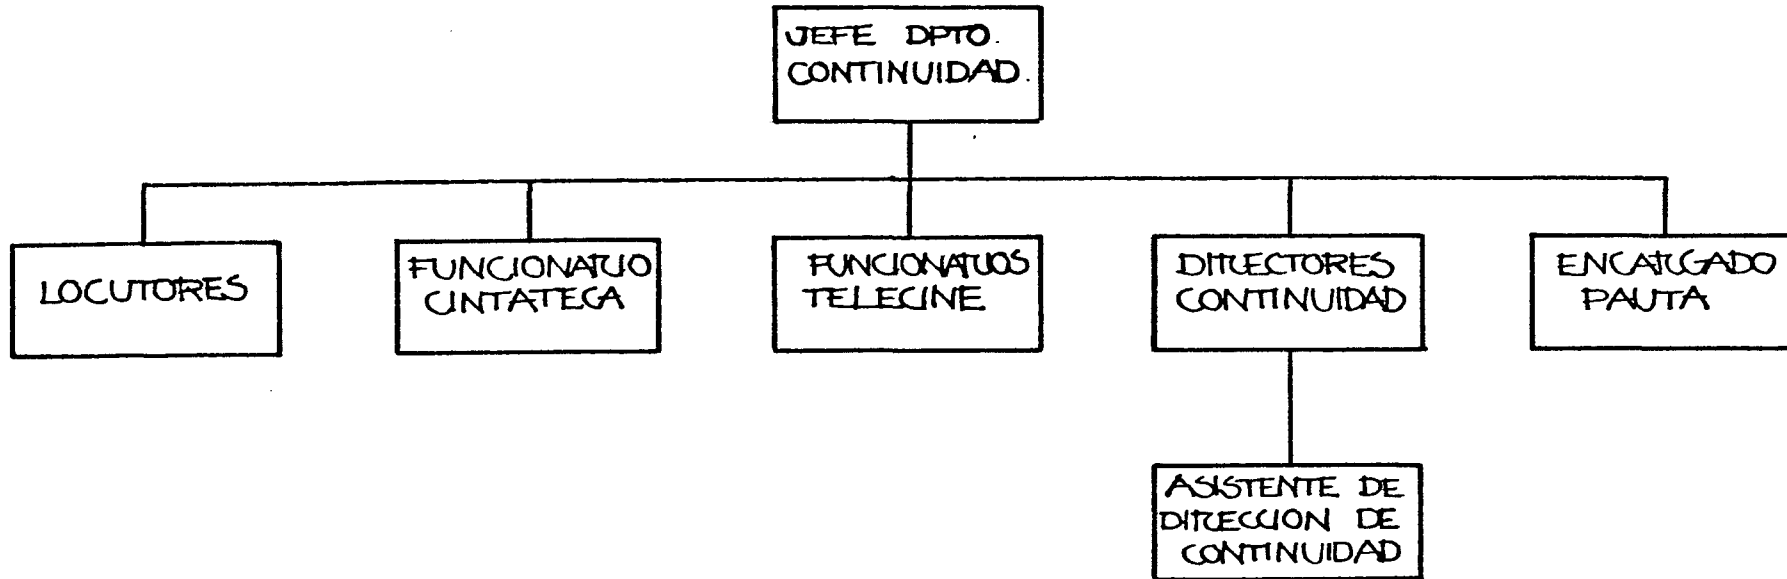 JEFE DPTO.
CONTINUIDAD.
LOCUTORES
FUNCIONARIO
CINTATECA
FUNCIONARIOS
TELECINE
DIRECTORES
CONTINUIDAD
ENCARGADO
PAUTA
ASISTENTE DE
DIRECCION DE
CONTINUIDAD